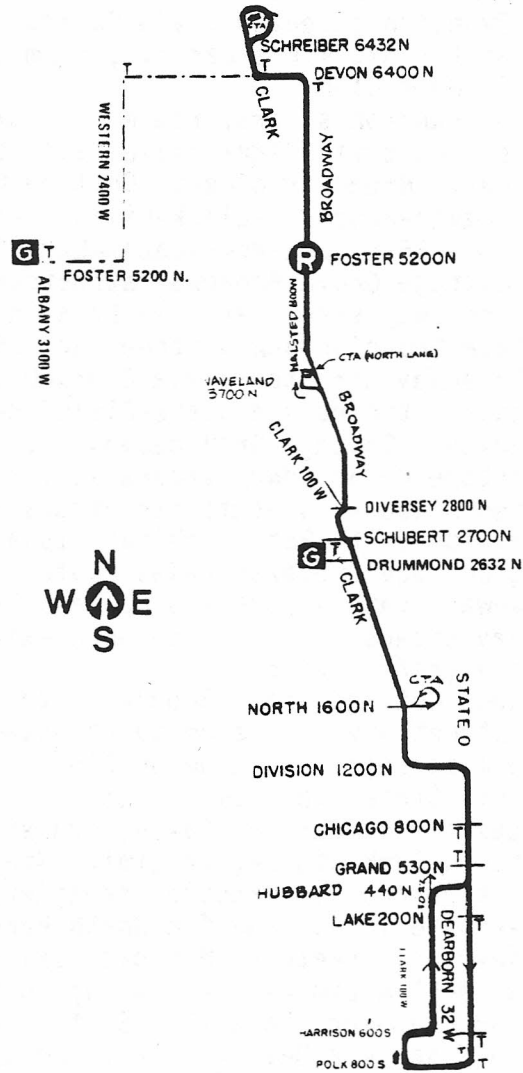 CTA
SCHREIBER 6432N
T
T
DEVON 6400 N
T
CLARK
WESTERN 2400 W
BROADWAY
G
T
R
FOSTER 5200N
FOSTER 5200 N.
ALBANY 3100 W
HALSTED 800W
CTA (NORTH LANE)
WAVELAND
3700 N
BROADWAY
CLARK 100 W
DIVERSEY 2800 N
SCHUBERT 2700N
G
T
DRUMMOND 2632 N
CLARK
N
W
E
S
CTA
STATE 0
NORTH 1600N
DIVISION 1200N
CHICAGO 800N
T
T
GRAND 530N
HUBBARD 440 N
LAKE 200N
T
DEARBORN 32 W
CLARK 100W
HARRISON 600S
T
T
POLK 800 S
T
T